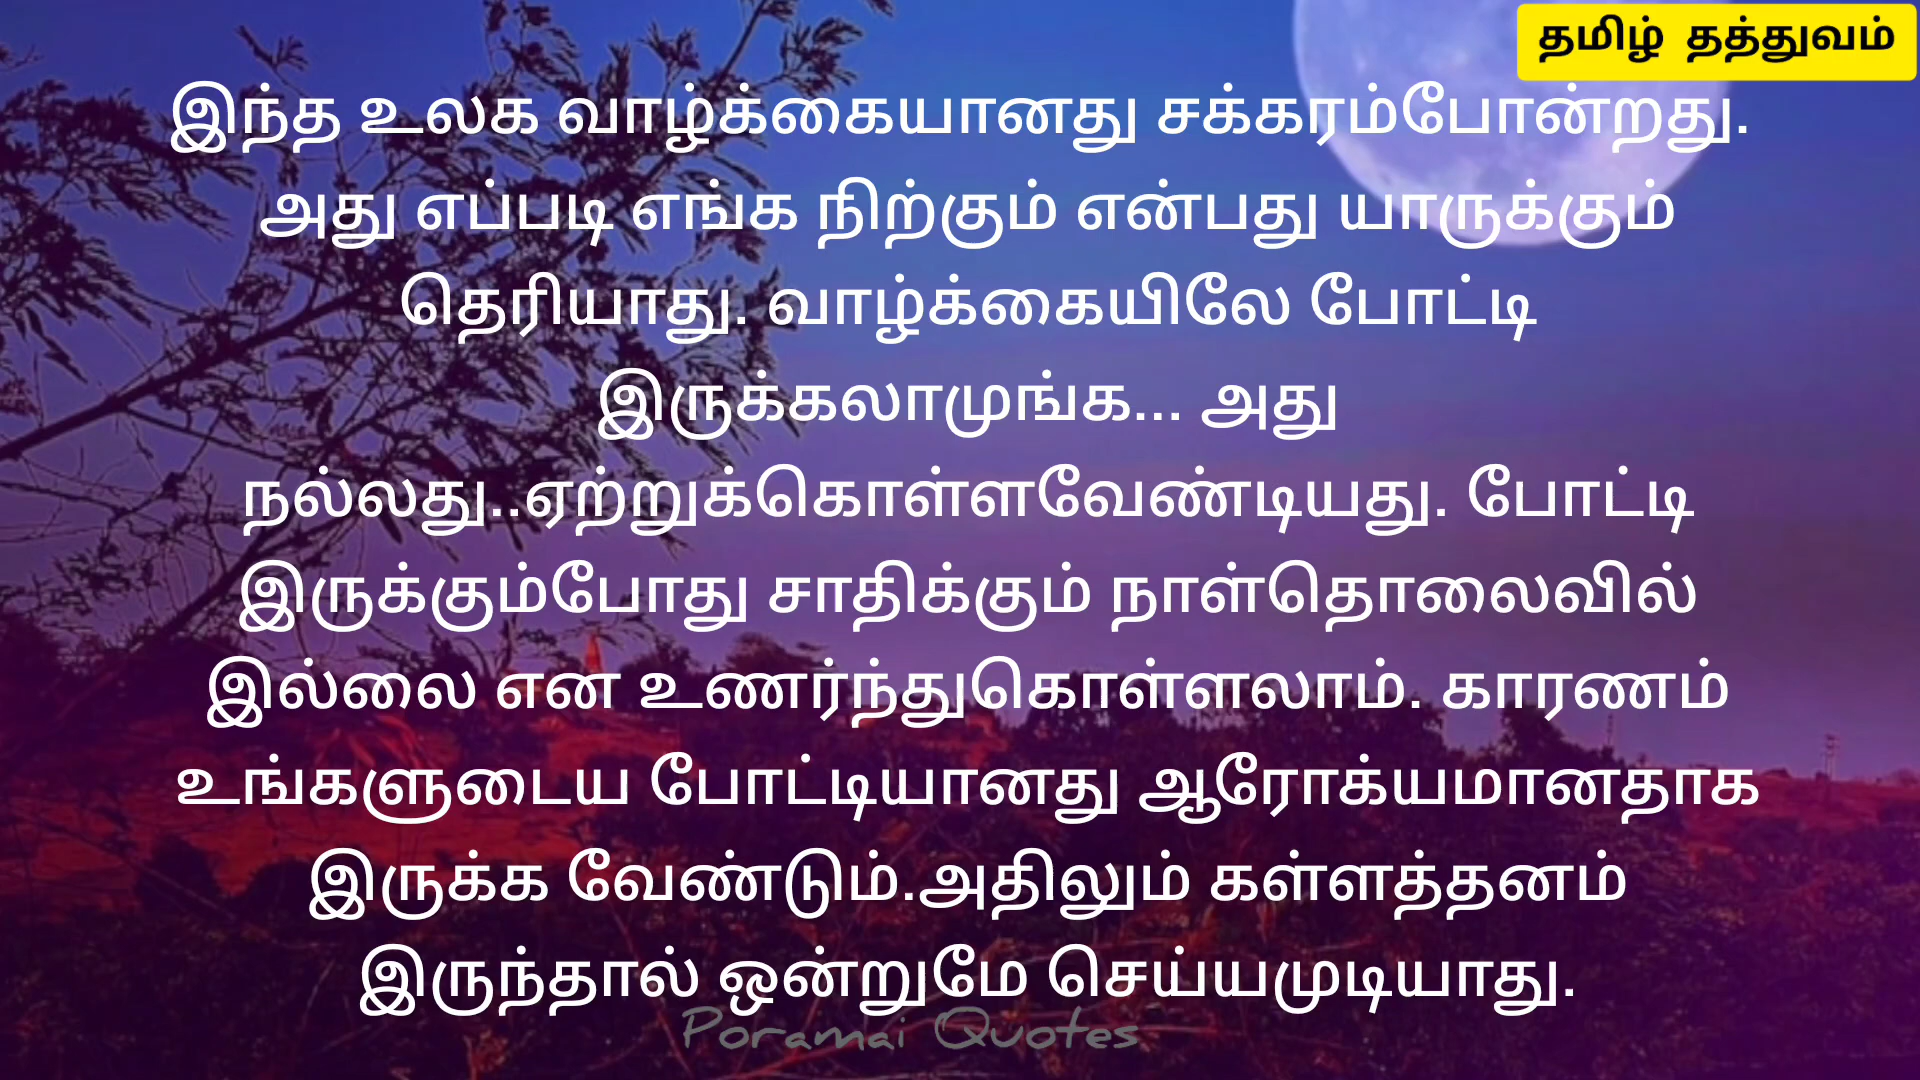 தமிழ் தத்துவம்
இந்த உலக வாழ்க்கையானது சக்கரம்போன்றது.
அது எப்படி எங்க நிற்கும் என்பது யாருக்கும்
தெரியாது. வாழ்க்கையிலே போட்டி
இருக்கலாமுங்க... அது
நல்லது..ஏற்றுக்கொள்ளவேண்டியது. போட்டி
இருக்கும்போது சாதிக்கும் நாள்தொலைவில்
இல்லை என உணர்ந்துகொள்ளலாம். காரணம்
உங்களுடைய போட்டியானது ஆரோக்யமானதாக
இருக்க வேண்டும்.அதிலும் கள்ளத்தனம்
இருந்தால் ஒன்றுமே செய்யமுடியாது.
Poramai Quotes